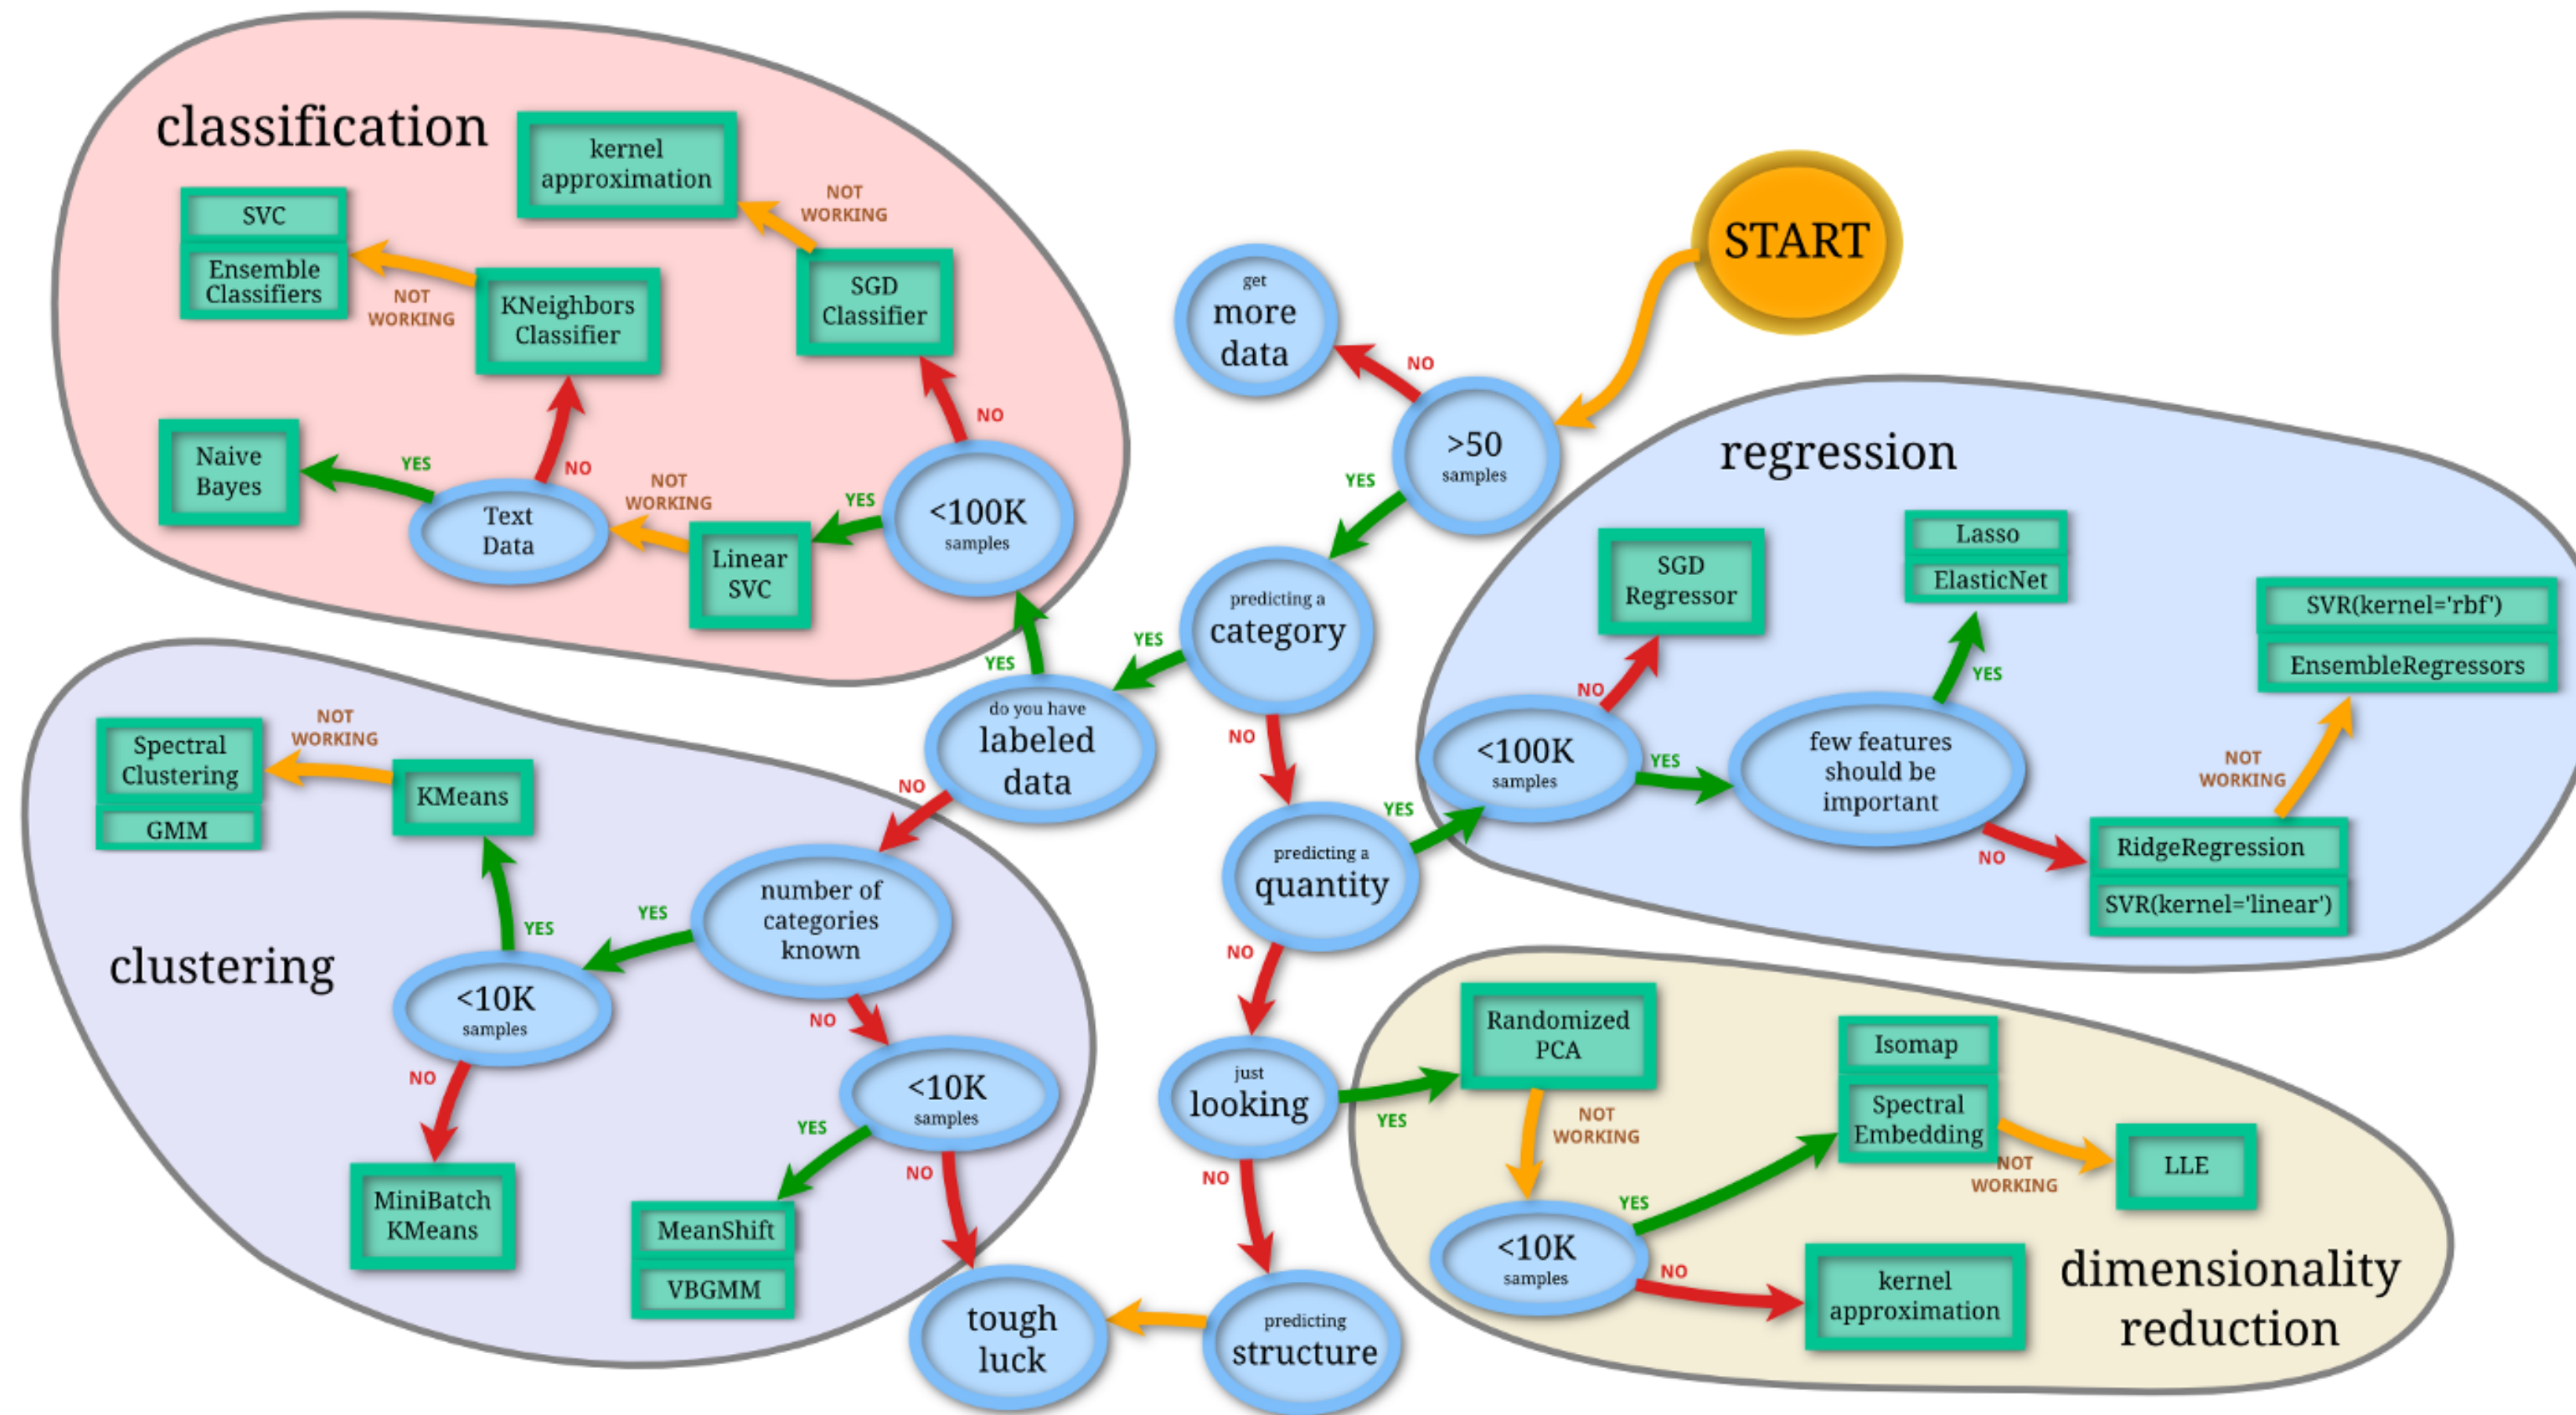 classification
kernel
approximation
NOT
WORKING
SVC
Ensemble
Classifiers
NOT
WORKING
KNeighbors
Classifier
SGD
Classifier
NO
Naive
Bayes
YES
NO
Text
Data
NOT
WORKING
Linear
SVC
YES
<100K
samples
START
get
more
data
NO
>50
samples
YES
predicting a
category
YES
YES
do you have
labeled
data
NO
NO
regression
SGD
Regressor
Lasso
ElasticNet
SVR(kernel='rbf')
EnsembleRegressors
NO
YES
<100K
samples
YES
few features
should be
important
NOT
WORKING
NO
RidgeRegression
SVR(kernel='linear')
YES
predicting a
quantity
NO
clustering
Spectral
Clustering
GMM
NOT
WORKING
KMeans
YES
YES
number of
categories
known
<10K
samples
NO
NO
<10K
samples
YES
NO
MiniBatch
KMeans
MeanShift
VBGMM
just
looking
YES
NO
tough
luck
predicting
structure
Randomized
PCA
NOT
WORKING
Isomap
Spectral
Embedding
NOT
WORKING
LLE
YES
<10K
samples
NO
kernel
approximation
dimensionality
reduction